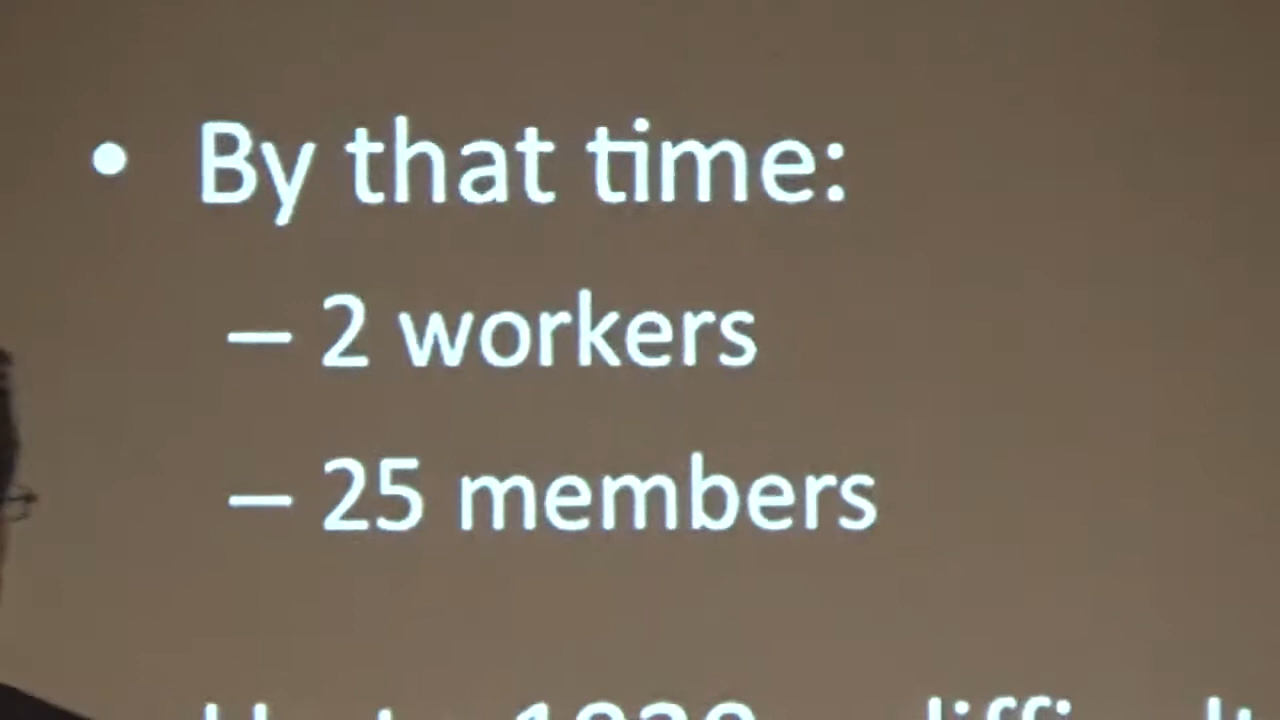 • By that time:
– 2 workers
– 25 members